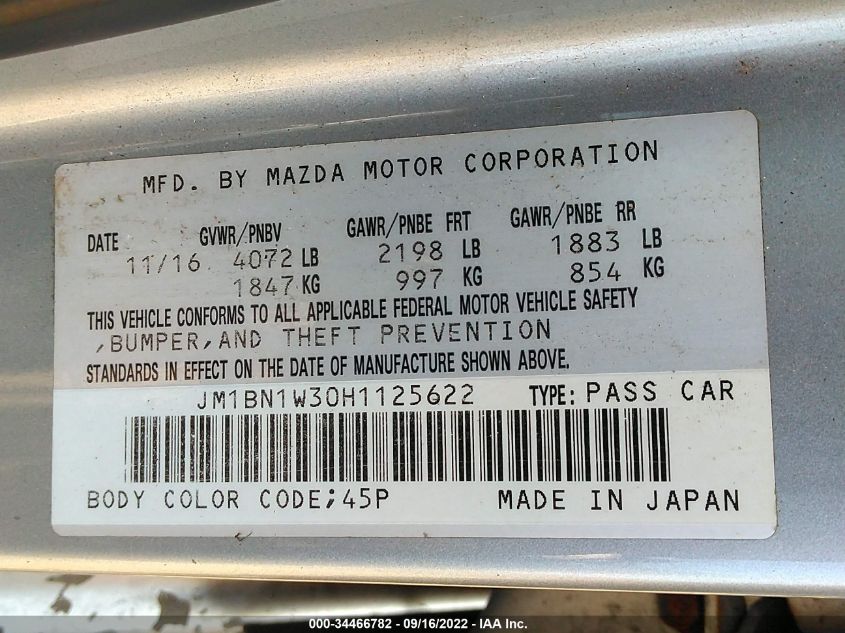 MFD. BY MAZDA MOTOR CORPORATION
DATE GVWR/PNBV GAWR/PNBE FRT GAWR/PNBE RR
11/16 4072 LB 2198 LB 1883 LB
1847 KG 997 KG 854 KG
THIS VEHICLE CONFORMS TO ALL APPLICABLE FEDERAL MOTOR VEHICLE SAFETY
,BUMPER,AND THEFT PREVENTION
STANDARDS IN EFFECT ON THE DATE OF MANUFACTURE SHOWN ABOVE.
JM1BN1W30H1125622 TYPE: PASS CAR
BODY COLOR CODE;45P MADE IN JAPAN
000-34466782 - 09/16/2022 - IAA Inc.